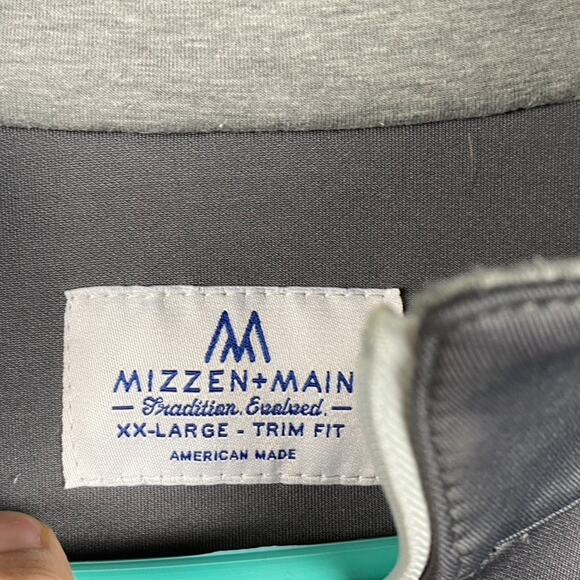 MIZZEN+MAIN
Tradition. Evolved.
XX-LARGE - TRIM FIT
AMERICAN MADE